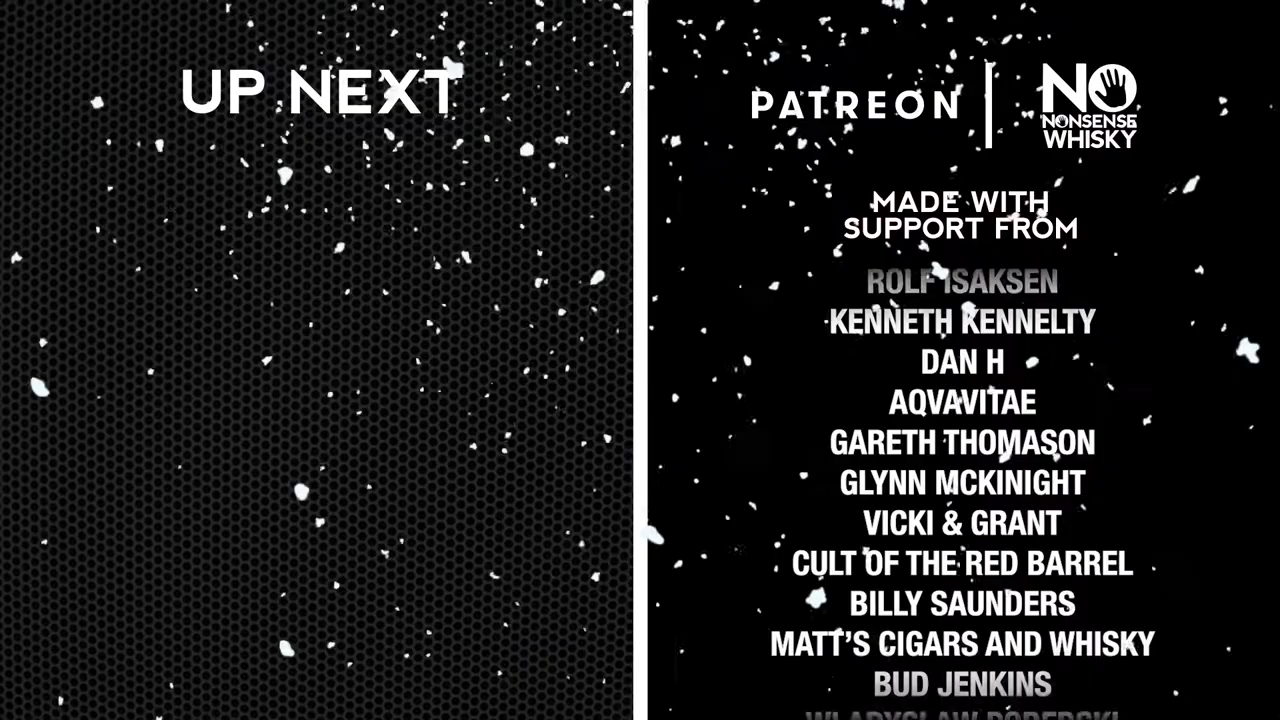 UP NEXT
PATREON
NO
NONSENSE
WHISKY
MADE WITH
SUPPORT FROM
ROLF ISAKSEN
KENNETH KENNELTY
DAN H
AQVAVITAE
GARETH THOMASON
GLYNN MCKINIGHT
VICKI & GRANT
CULT OF THE RED BARREL
BILLY SAUNDERS
MATT'S CIGARS AND WHISKY
BUD JENKINS